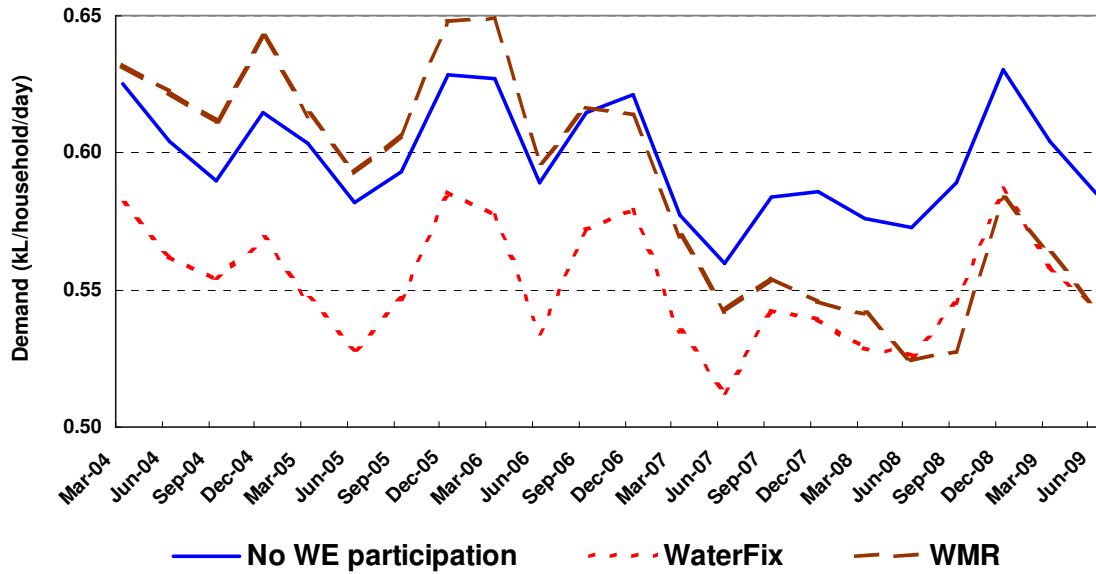 Demand (kL/household/day)
0.65
0.60
0.55
0.50
Mar-04 Jun-04 Sep-04 Dec-04 Mar-05 Jun-05 Sep-05 Dec-05 Mar-06 Jun-06 Sep-06 Dec-06 Mar-07 Jun-07 Sep-07 Dec-07 Mar-08 Jun-08 Sep-08 Dec-08 Mar-09 Jun-09
No WE participation WaterFix WMR